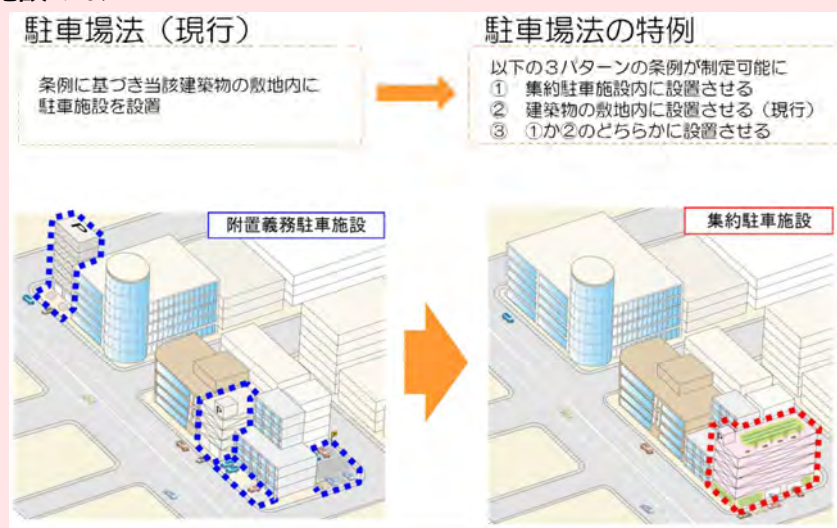 駐車場法（現行）
条例に基づき当該建築物の敷地内に
駐車施設を設置
駐車場法の特例
以下の３パターンの条例が制定可能に
① 集約駐車施設内に設置させる
② 建築物の敷地内に設置させる（現行）
③ ①か②のどちらかに設置させる
附置義務駐車施設
P
集約駐車施設